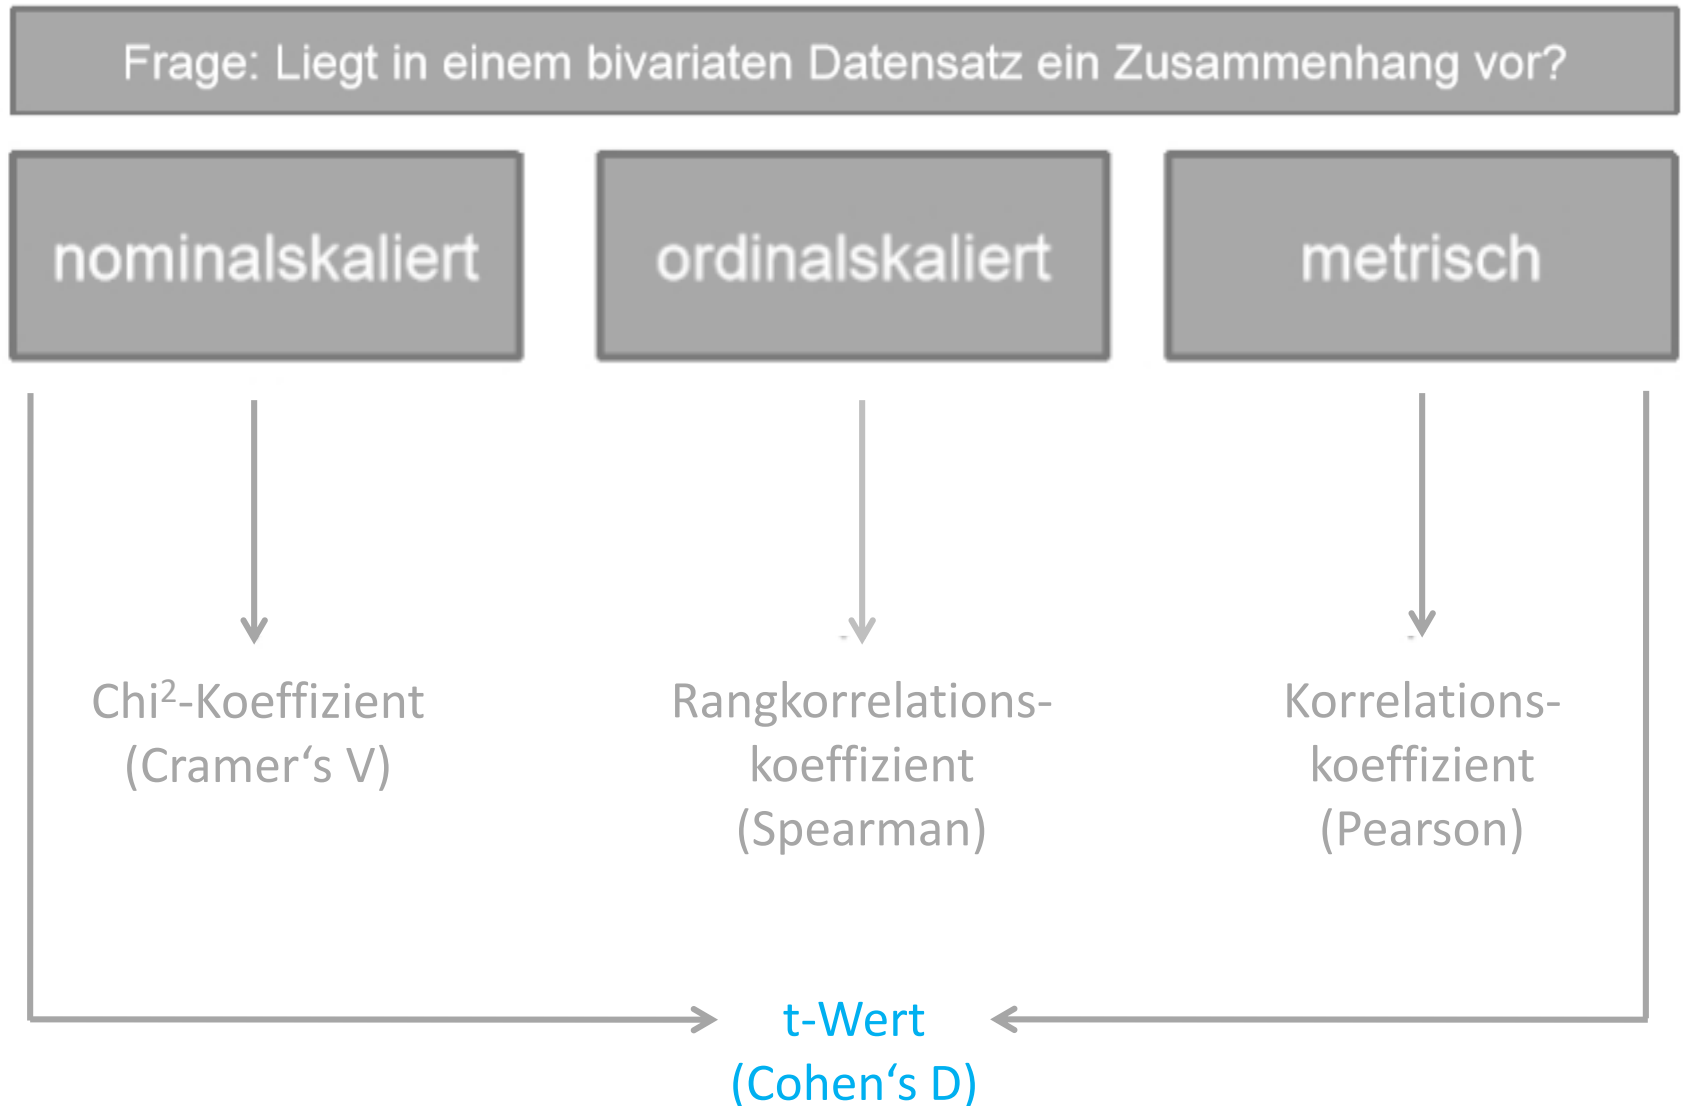 Frage: Liegt in einem bivariaten Datensatz ein Zusammenhang vor?
nominalskaliert
ordinalskaliert
metrisch
Chi²-Koeffizient
(Cramer‘s V)
Rangkorrelations-
koeffizient
(Spearman)
Korrelations-
koeffizient
(Pearson)
t-Wert
(Cohen‘s D)